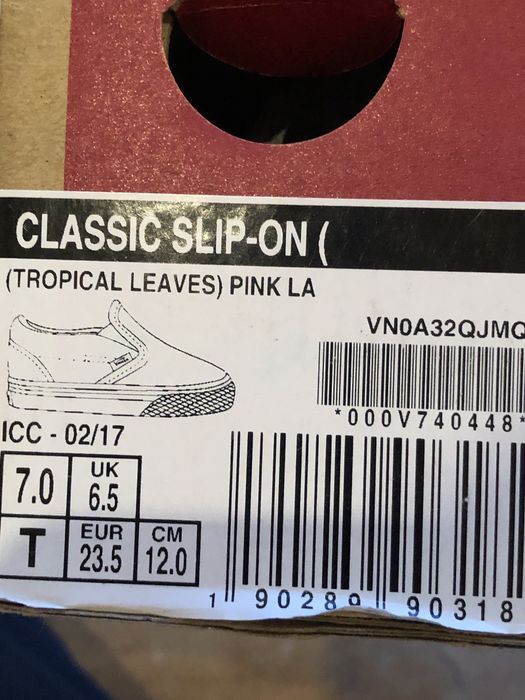 CLASSIC SLIP-ON (
(TROPICAL LEAVES) PINK LA
VN0A32QJMQ
*000V740448*
ICC - 02/17
7.0 UK 6.5
T EUR 23.5 CM 12.0
1 90289 90318